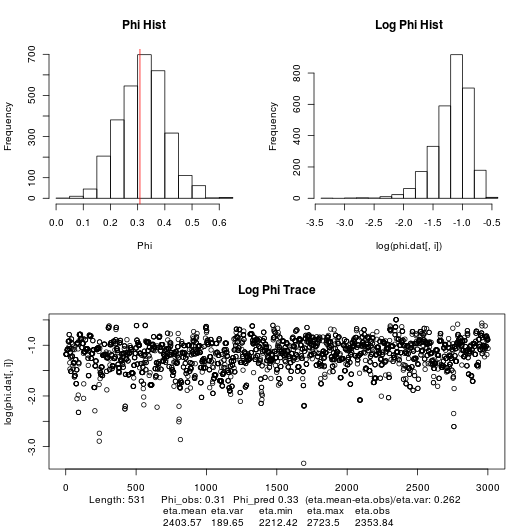 Phi Hist
Log Phi Hist
Frequency
700
500
300
100
0
0.0 0.1 0.2 0.3 0.4 0.5 0.6
Phi
Frequency
800
600
400
200
0
-3.5 -2.5 -2.0 -1.5 -1.0 -0.5
log(phi.dat[, i])
Log Phi Trace
log(phi.dat[, i])
-1.0
-2.0
-3.0
0 500 1000 1500 2000 2500 3000
Length: 531 Phi_obs: 0.31 Phi_pred 0.33 (eta.mean-eta.obs)/eta.var: 0.262
eta.mean eta.var eta.min eta.max eta.obs
2403.57 189.65 2212.42 2723.5 2353.84